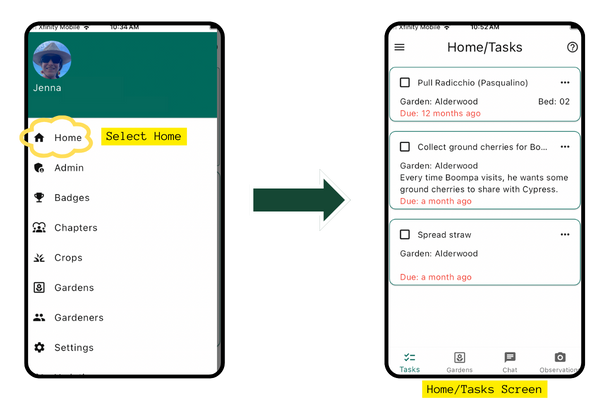 Xfinity Mobile
10:34 AM
Jenna
Home
Select Home
Admin
Badges
Chapters
Crops
Gardens
Gardeners
Settings
Xfinity Mobile
10:52 AM
Home/Tasks
Pull Radicchio (Pasqualino)
Garden: Alderwood Bed: 02
Due: 12 months ago
Collect ground cherries for Bo...
Garden: Alderwood
Every time Boompa visits, he wants some
ground cherries to share with Cypress.
Due: a month ago
Spread straw
Garden: Alderwood
Due: a month ago
Tasks Gardens Chat Observation
Home/Tasks Screen